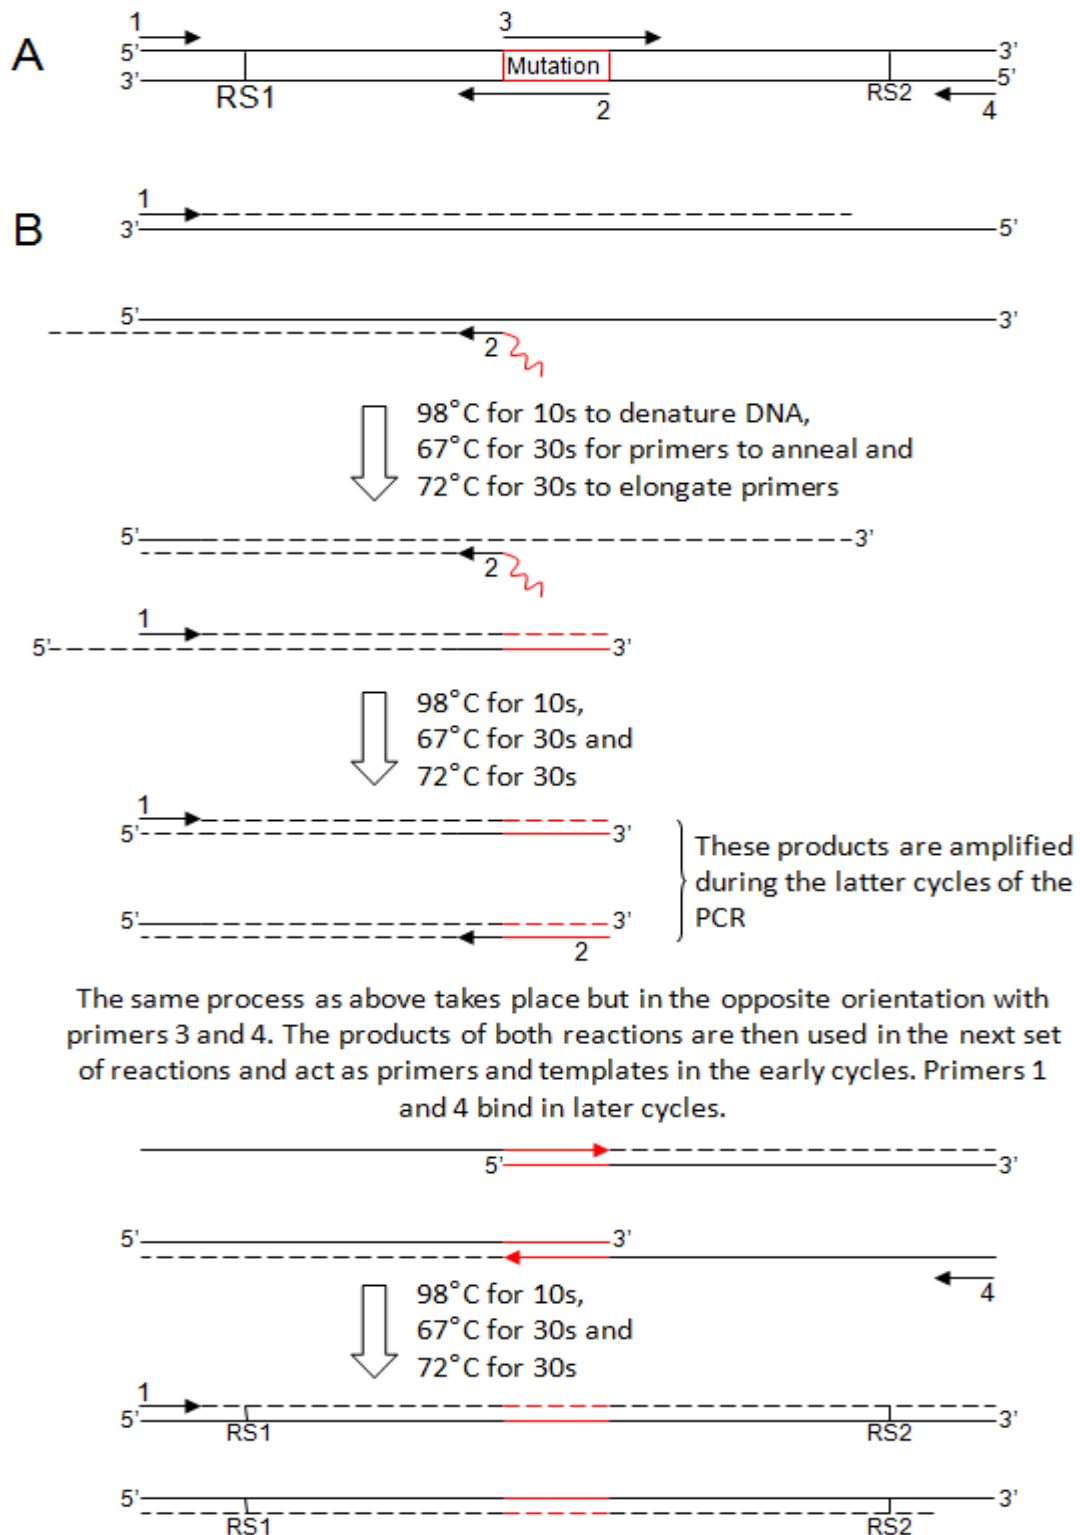 1 3
A 5’ 3’
Mutation
3’ 5’
RS1 RS2
2 4
1
B 3’ 5’
5’ 3’
2
98°C for 10s to denature DNA,
67°C for 30s for primers to anneal and
72°C for 30s to elongate primers
5’ 3’
2
1
5’ 3’
98°C for 10s,
67°C for 30s and
72°C for 30s
1
5’ 3’
These products are amplified
during the latter cycles of the
PCR
5’ 3’
2
The same process as above takes place but in the opposite orientation with
primers 3 and 4. The products of both reactions are then used in the next set
of reactions and act as primers and templates in the early cycles. Primers 1
and 4 bind in later cycles.
5’ 3’
5’ 3’
4
98°C for 10s,
67°C for 30s and
72°C for 30s
1
5’ 3’
RS1 RS2
5’ 3’
RS1 RS2